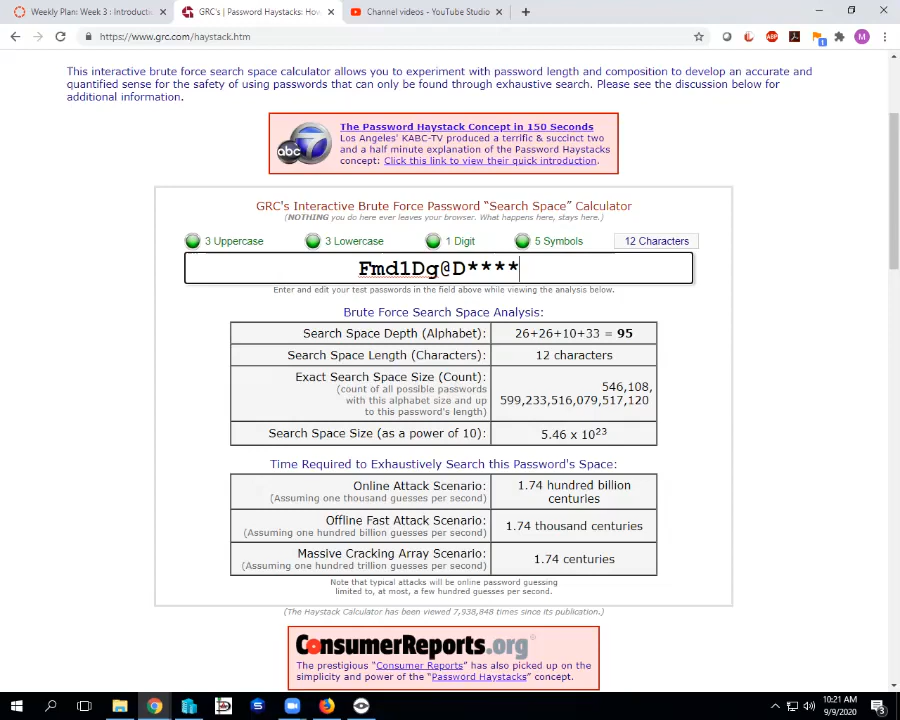 Weekly Plan: Week 3 : Introductic
GRC's | Password Haystacks: How
Channel videos - YouTube Studio
https://www.grc.com/haystack.htm
ABP
1
M
This interactive brute force search space calculator allows you to experiment with password length and composition to develop an accurate and
quantified sense for the safety of using passwords that can only be found through exhaustive search. Please see the discussion below for
additional information.
abc 7
The Password Haystack Concept in 150 Seconds
Los Angeles' KABC-TV produced a terrific & succinct two
and a half minute explanation of the Password Haystacks
concept: Click this link to view their quick introduction.
GRC's Interactive Brute Force Password “Search Space” Calculator
(NOTHING you do here ever leaves your browser. What happens here, stays here.)
3 Uppercase
3 Lowercase
1 Digit
5 Symbols
12 Characters
Fmd1Dg@D****
Enter and edit your test passwords in the field above while viewing the analysis below.
Brute Force Search Space Analysis:
Search Space Depth (Alphabet):
26+26+10+33 = 95
Search Space Length (Characters):
12 characters
Exact Search Space Size (Count):
(count of all possible passwords
with this alphabet size and up
to this password's length)
546,108,
599,233,516,079,517,120
Search Space Size (as a power of 10):
5.46 x 10²³
Time Required to Exhaustively Search this Password's Space:
Online Attack Scenario:
(Assuming one thousand guesses per second)
1.74 hundred billion
centuries
Offline Fast Attack Scenario:
(Assuming one hundred billion guesses per second)
1.74 thousand centuries
Massive Cracking Array Scenario:
(Assuming one hundred trillion guesses per second)
1.74 centuries
Note that typical attacks will be online password guessing
limited to, at most, a few hundred guesses per second.
(The Haystack Calculator has been viewed 7,938,848 times since its publication.)
ConsumerReports.org
The prestigious “Consumer Reports” has also picked up on the
simplicity and power of the “Password Haystacks” concept.
10:21 AM
9/9/2020
3